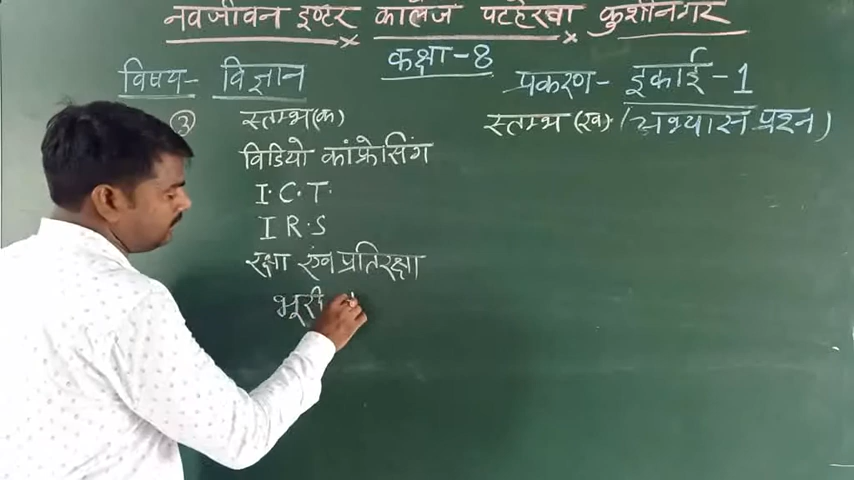 नवजीवन इण्टर कालेज पटहेरवा कुशीनगर
कक्षा-8
विषय- विज्ञान
प्रकरण- इकाई-1
③ स्तम्भ(क) स्तम्भ (ख) (अभ्यास प्रश्न)
विडियो कांफ्रेसिंग
I.C.T.
I R.S
रक्षा एंव प्रतिरक्षा
भूरी